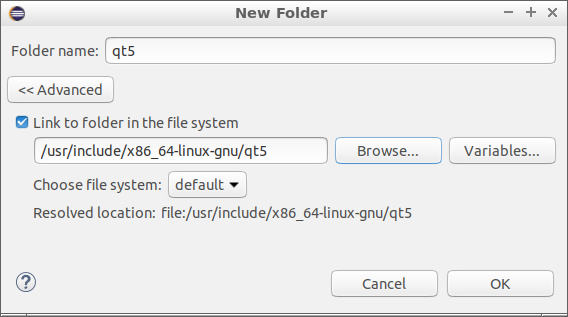 New Folder
Folder name: qt5
<< Advanced
Link to folder in the file system
/usr/include/x86_64-linux-gnu/qt5 Browse... Variables...
Choose file system: default
Resolved location: file:/usr/include/x86_64-linux-gnu/qt5
? Cancel OK